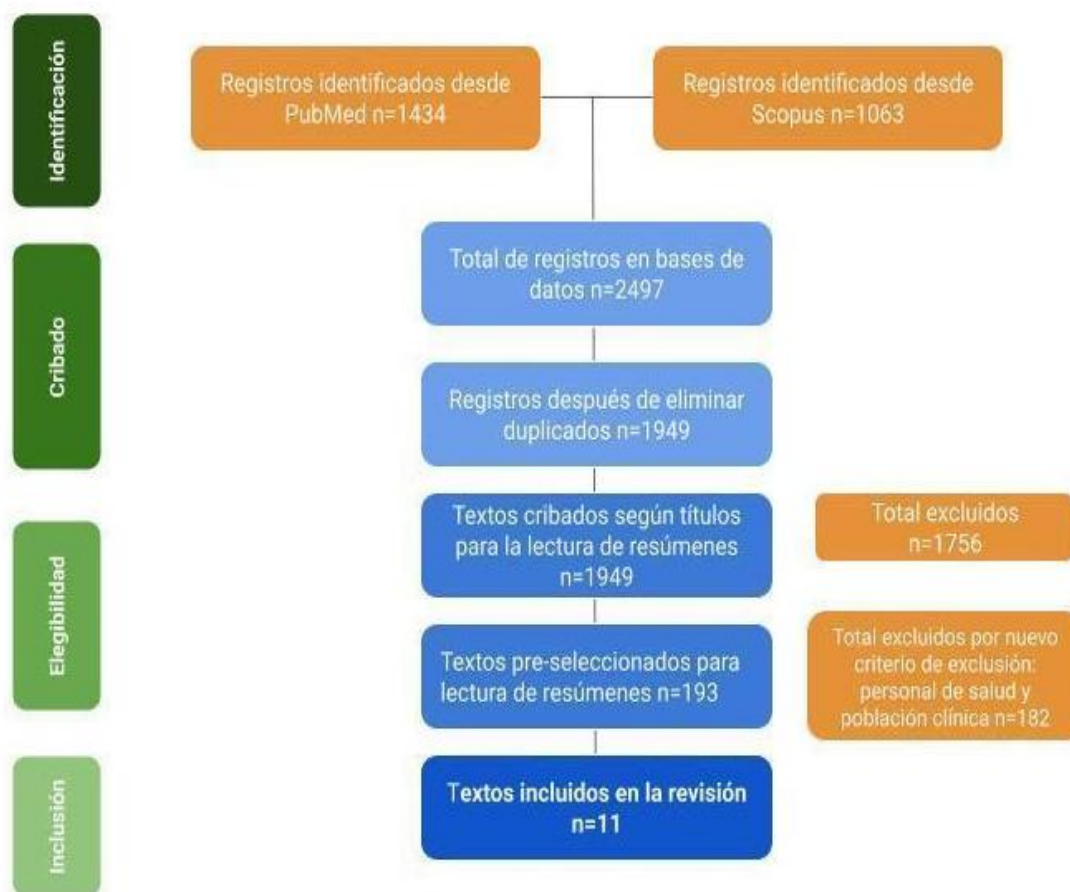 Identificación
Registros identificados desde
PubMed n=1434
Registros identificados desde
Scopus n=1063
Cribado
Total de registros en bases de
datos n=2497
Registros después de eliminar
duplicados n=1949
Elegibilidad
Textos cribados según títulos
para la lectura de resúmenes
n=1949
Total excluidos
n=1756
Textos pre-seleccionados para
lectura de resúmenes n=193
Total excluidos por nuevo
criterio de exclusión:
personal de salud y
población clínica n=182
Inclusión
Textos incluidos en la revisión
n=11